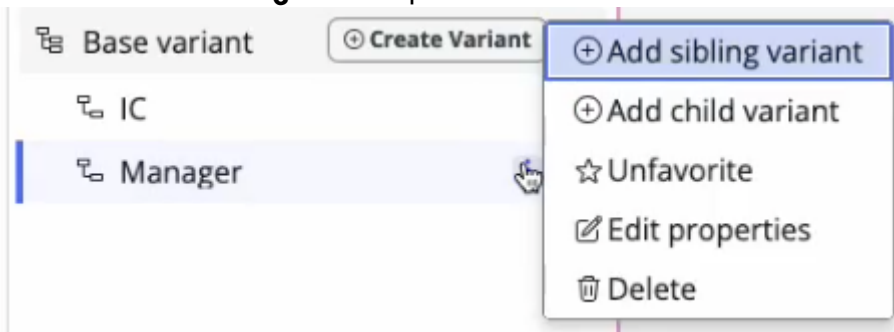 Base variant
Create Variant
IC
Manager
Add sibling variant
Add child variant
Unfavorite
Edit properties
Delete